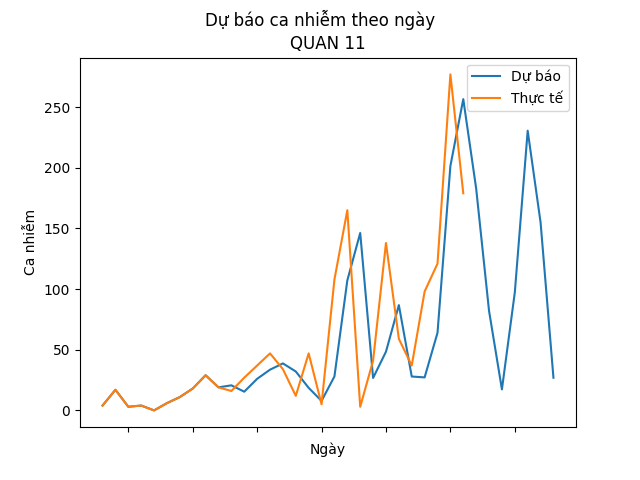 Dự báo ca nhiễm theo ngày
QUAN 11
Dự báo
Thực tế
250
200
150
100
50
0
Ca nhiễm
Ngày